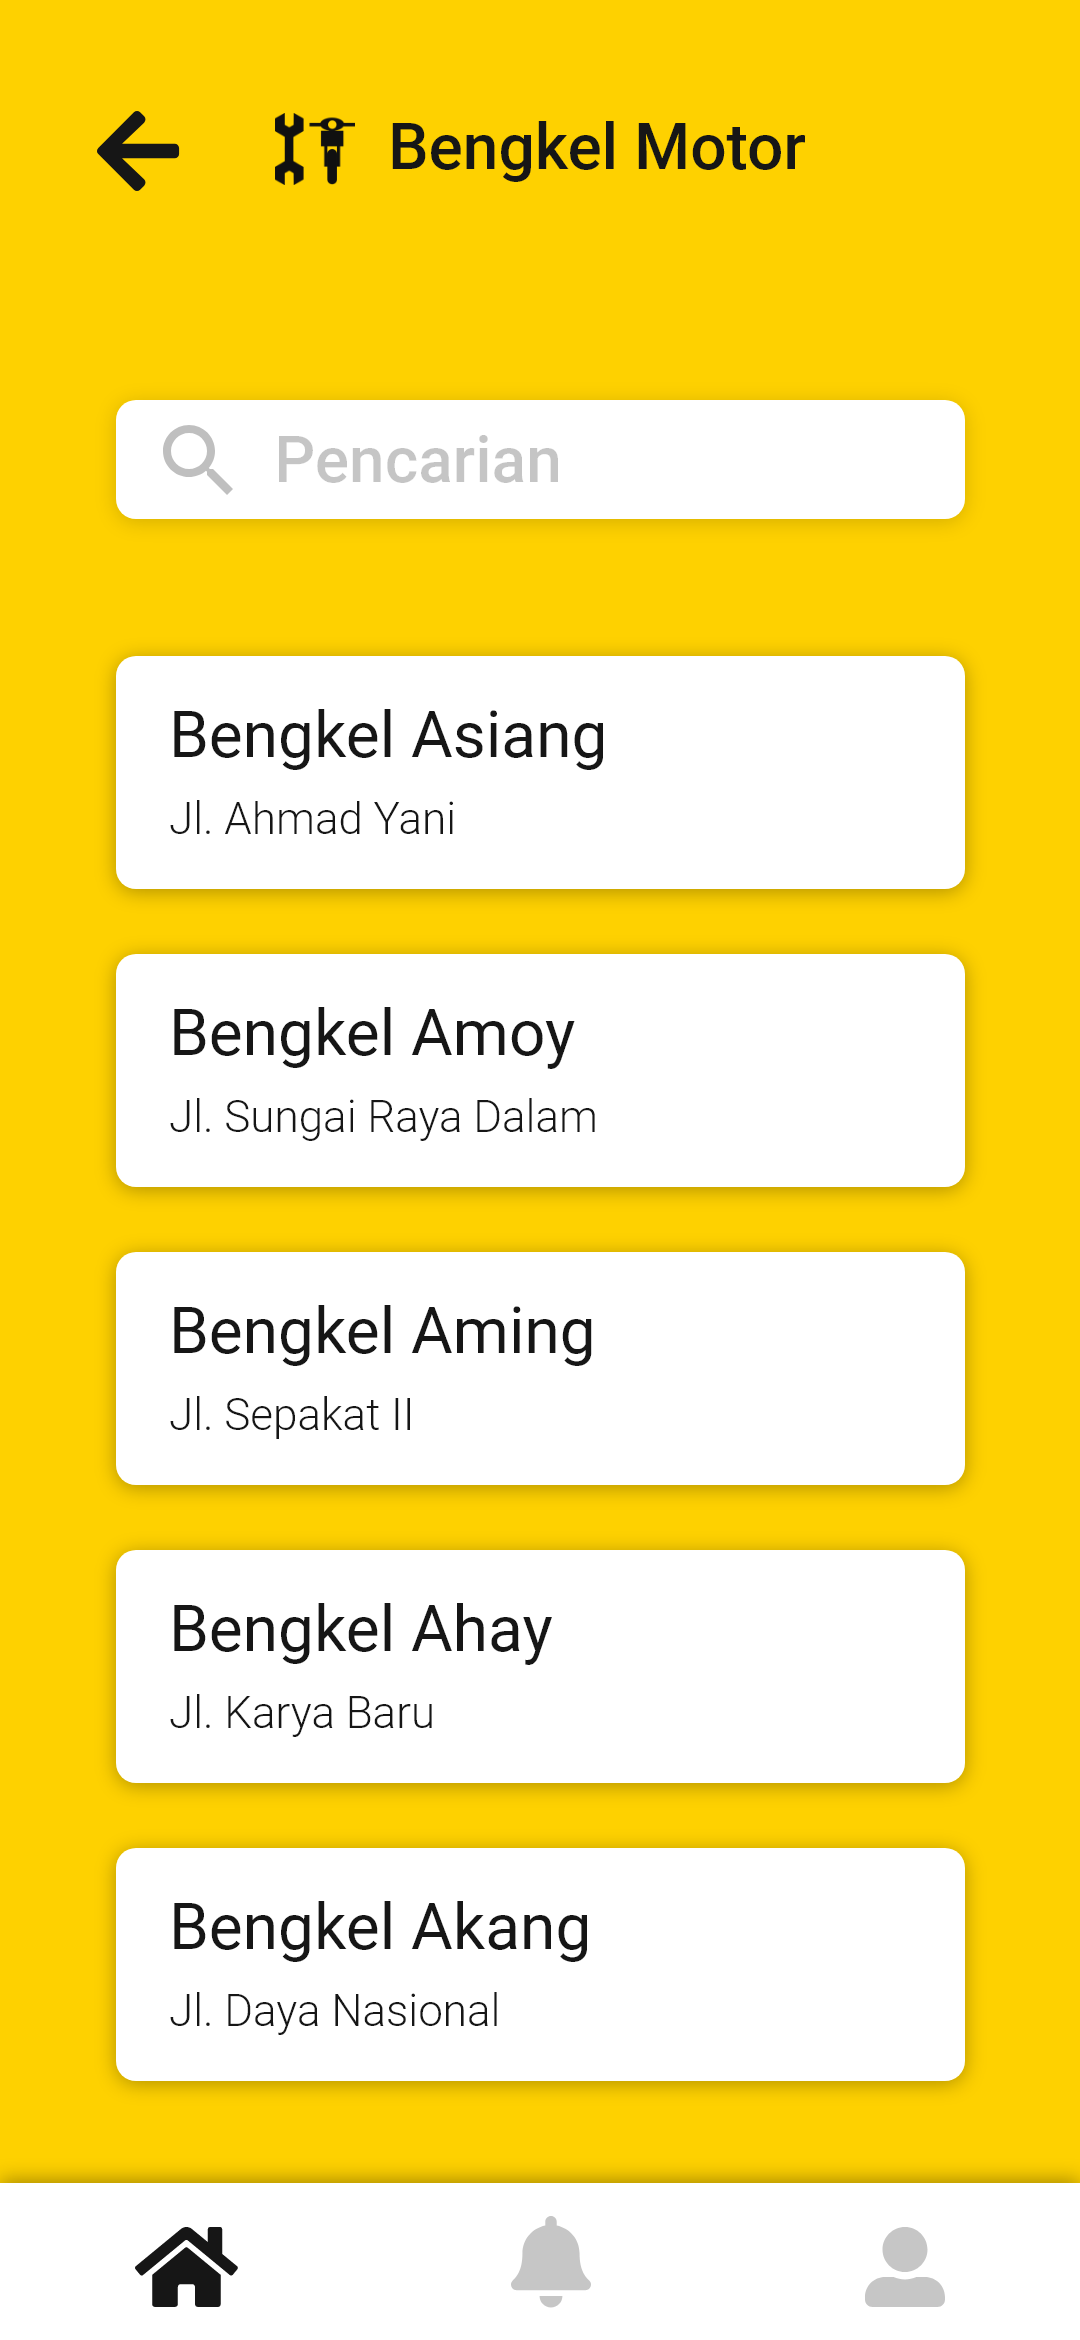 Bengkel Motor
Pencarian
Bengkel Asiang
Jl. Ahmad Yani
Bengkel Amoy
Jl. Sungai Raya Dalam
Bengkel Aming
Jl. Sepakat II
Bengkel Ahay
Jl. Karya Baru
Bengkel Akang
Jl. Daya Nasional